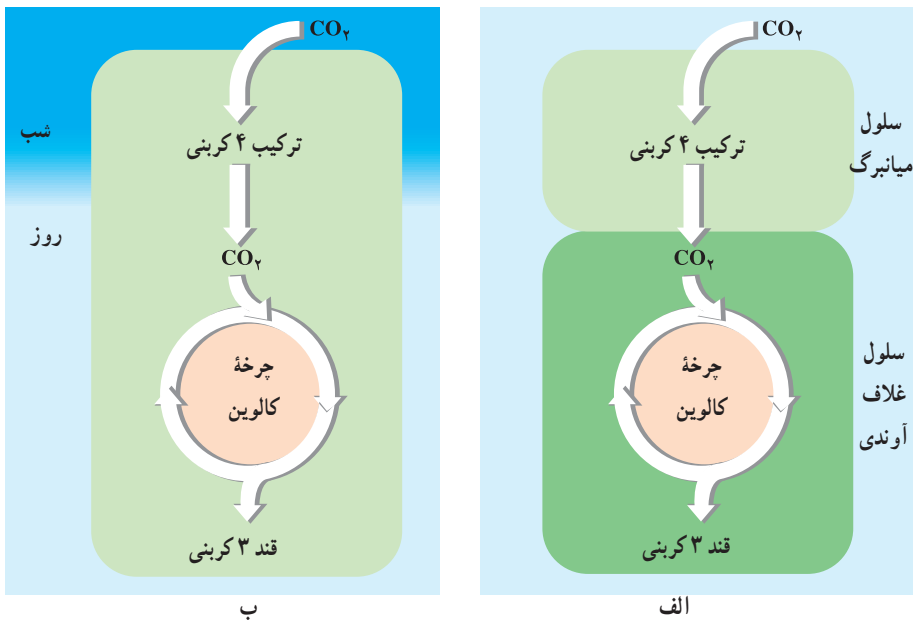 CO۲
سلول
میانبرگ
ترکیب ۴ کربنی
CO۲
چرخهٔ
کالوین
سلول
غلاف
آوندی
قند ۳ کربنی
الف
CO۲
شب
ترکیب ۴ کربنی
روز
CO۲
چرخهٔ
کالوین
قند ۳ کربنی
ب